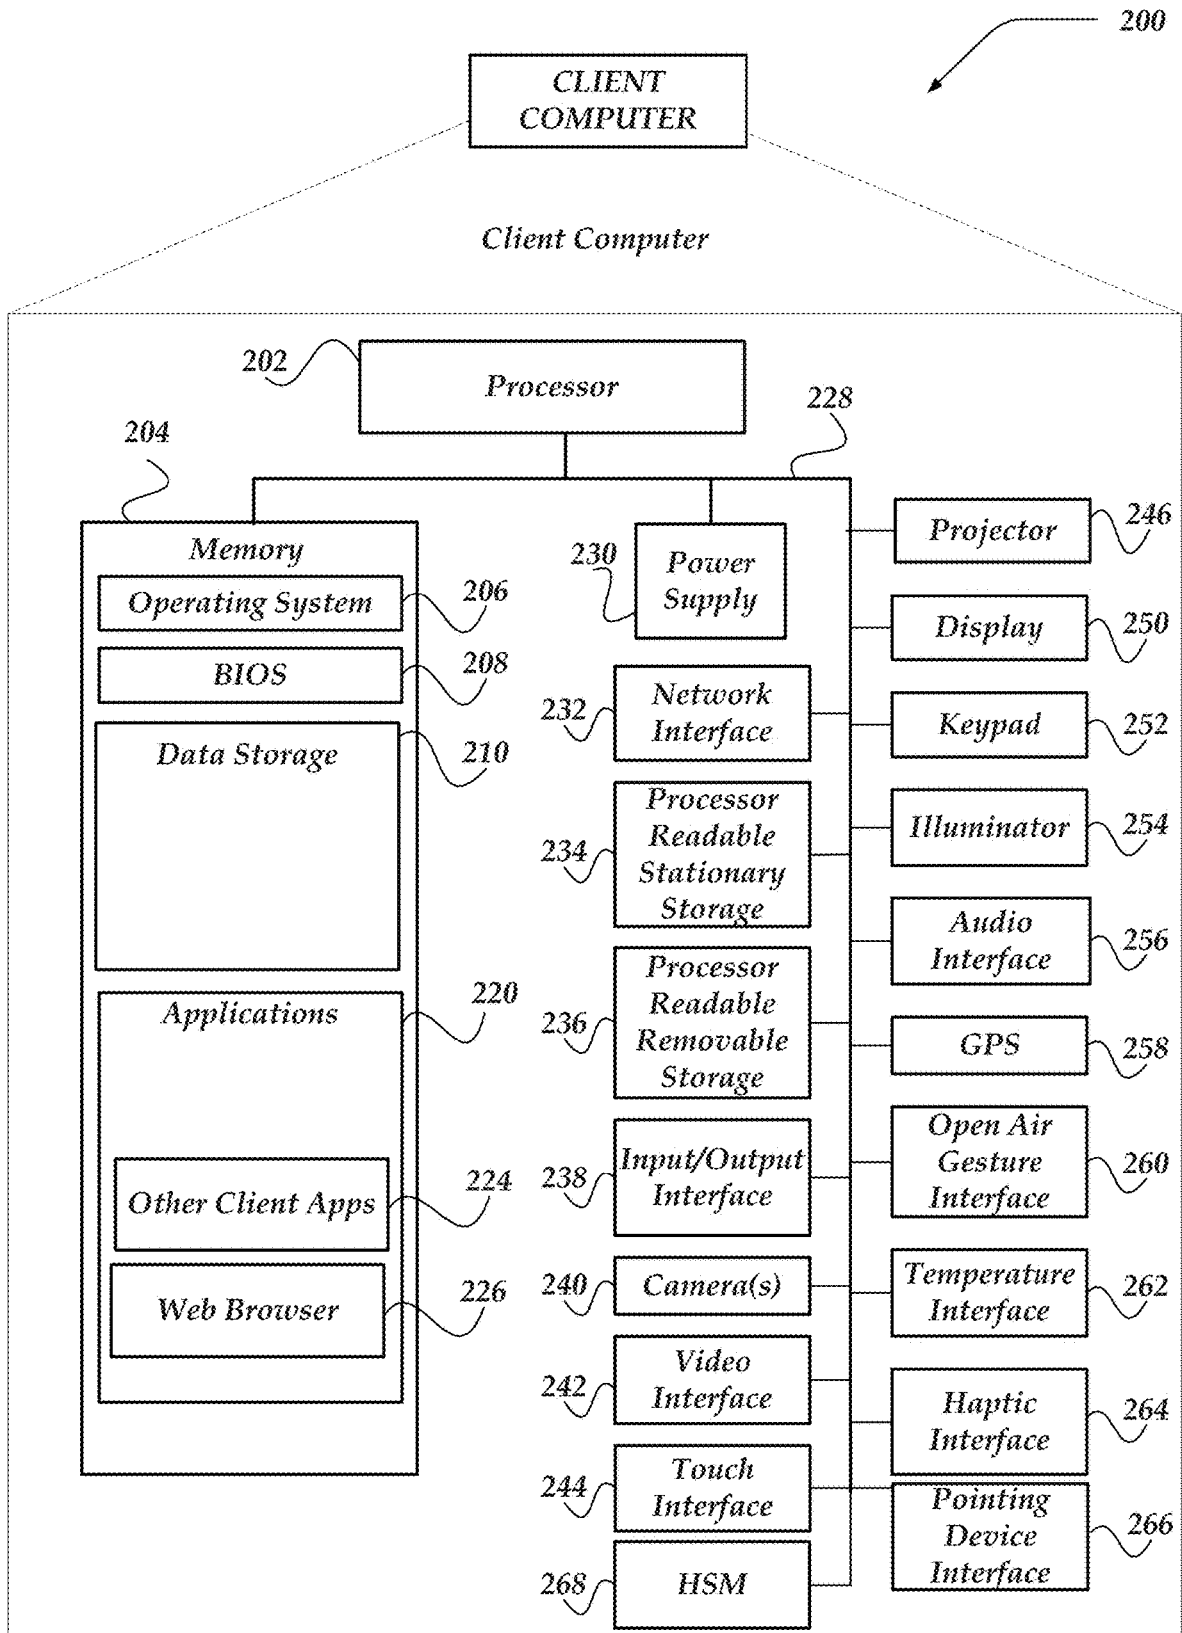 200
CLIENT
COMPUTER
Client Computer
202
Processor
228
204
Memory
Operating System
206
BIOS
208
Data Storage
210
Applications
220
Other Client Apps
224
Web Browser
226
230
Power
Supply
232
Network
Interface
234
Processor
Readable
Stationary
Storage
236
Processor
Readable
Removable
Storage
238
Input/Output
Interface
240
Camera(s)
242
Video
Interface
244
Touch
Interface
268
HSM
Projector
246
Display
250
Keypad
252
Illuminator
254
Audio
Interface
256
GPS
258
Open Air
Gesture
Interface
260
Temperature
Interface
262
Haptic
Interface
264
Pointing
Device
Interface
266